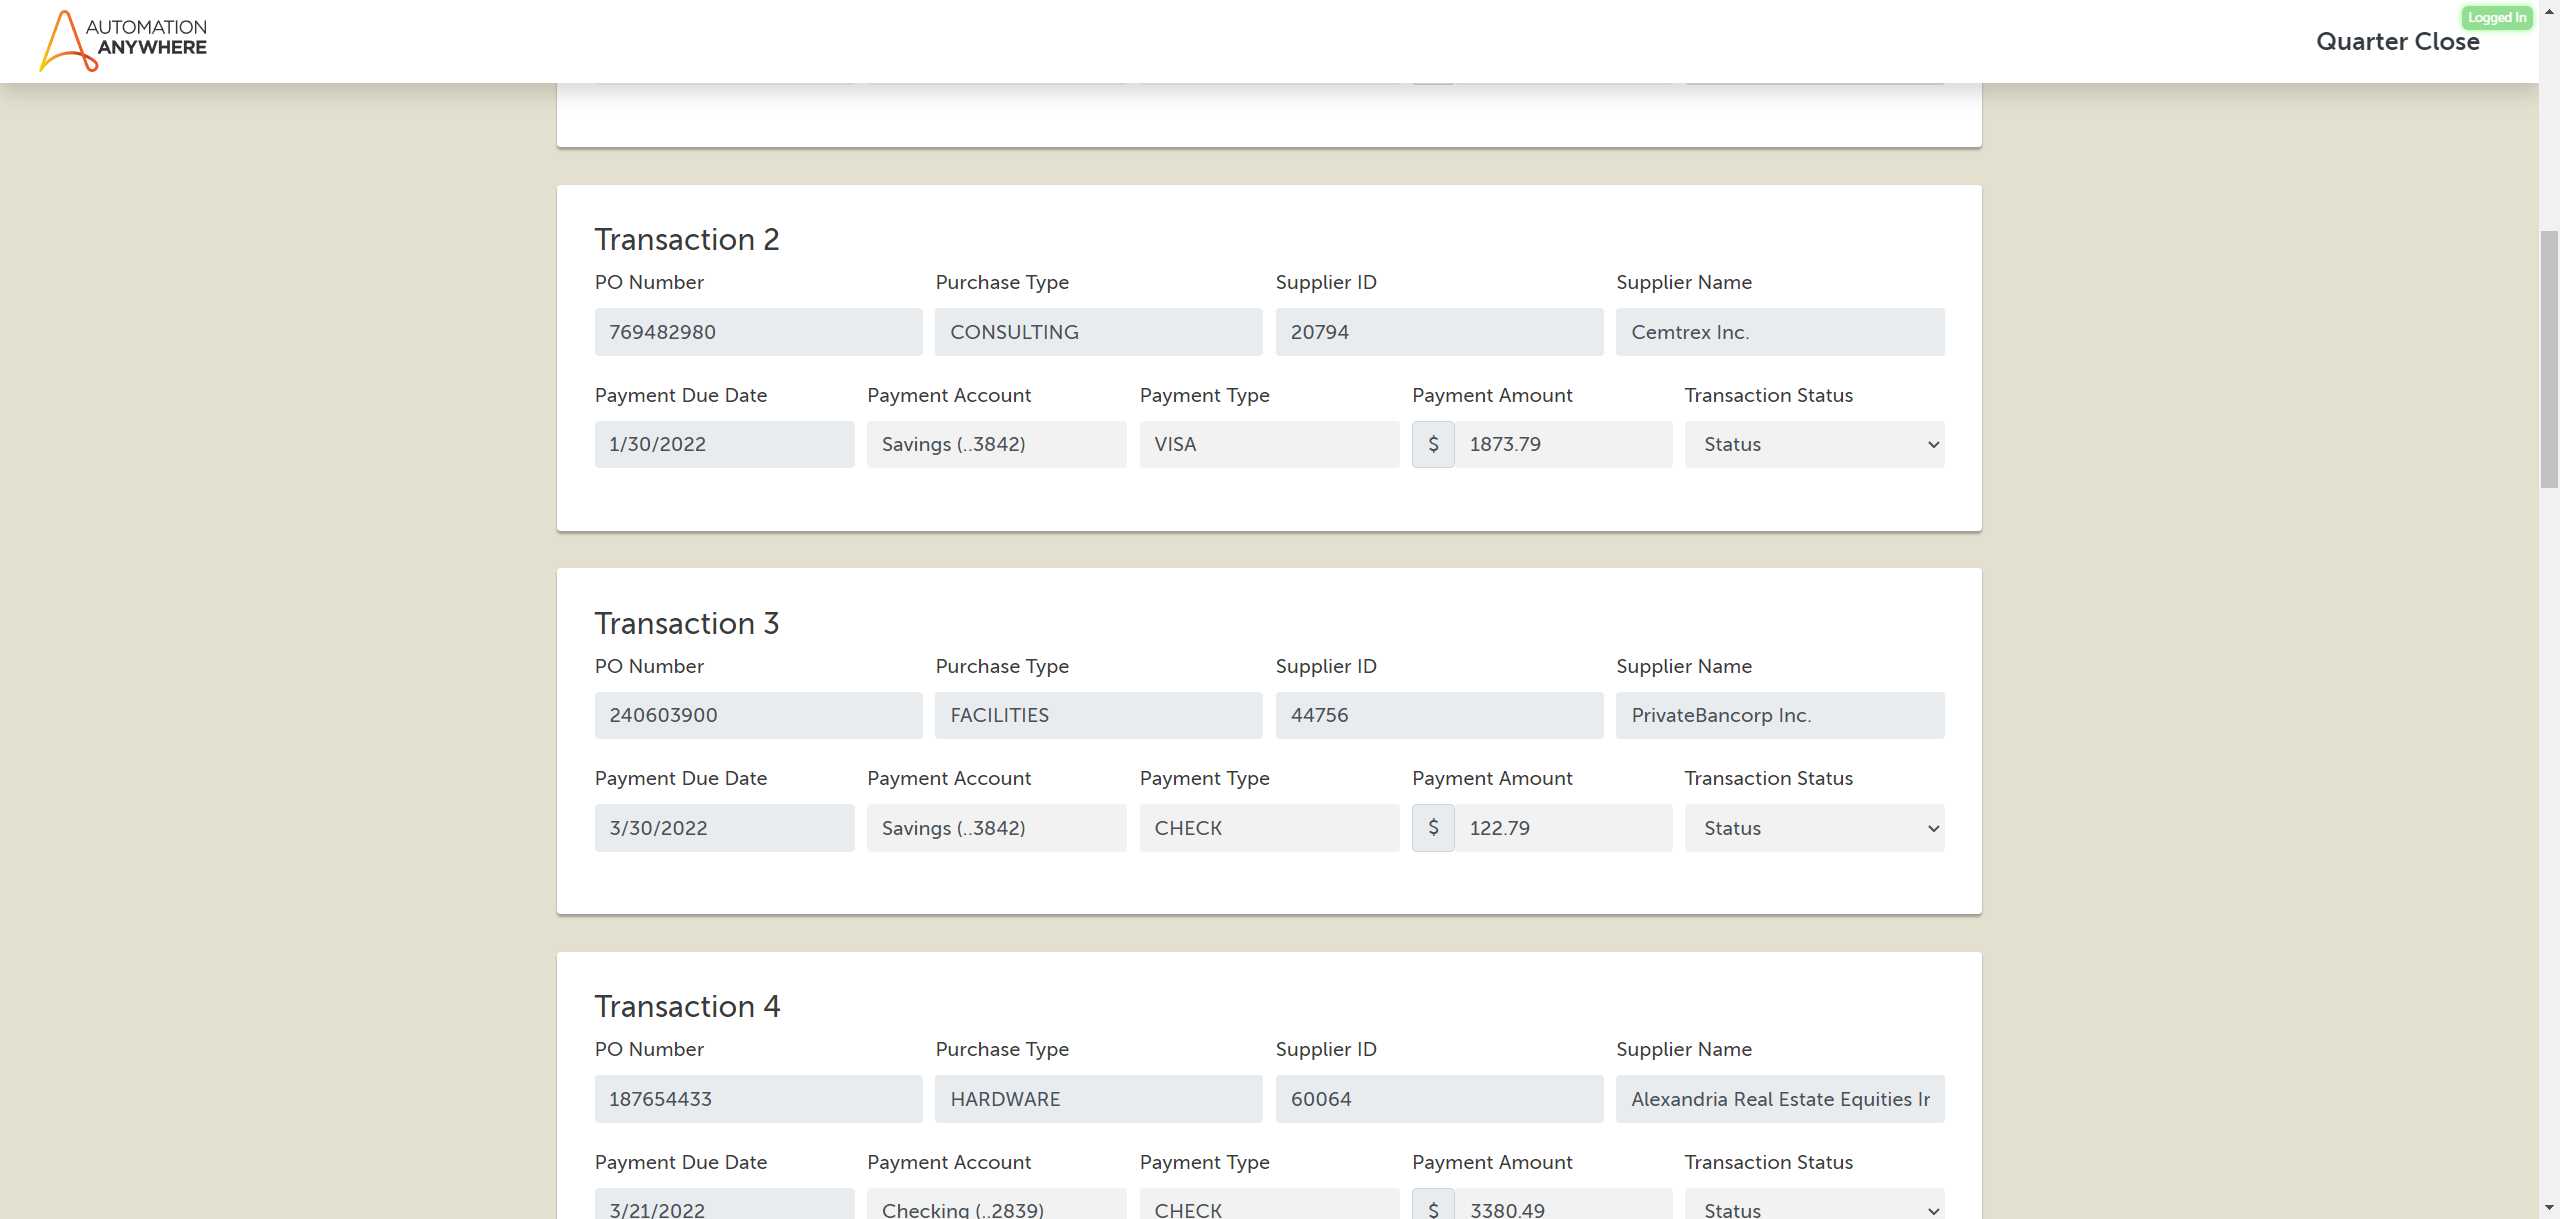 AUTOMATION
ANYWHERE
Logged In
Quarter Close
Transaction 2
PO Number Purchase Type Supplier ID Supplier Name
769482980 CONSULTING 20794 Cemtrex Inc.
Payment Due Date Payment Account Payment Type Payment Amount Transaction Status
1/30/2022 Savings (..3842) VISA $ 1873.79 Status
Transaction 3
PO Number Purchase Type Supplier ID Supplier Name
240603900 FACILITIES 44756 PrivateBancorp Inc.
Payment Due Date Payment Account Payment Type Payment Amount Transaction Status
3/30/2022 Savings (..3842) CHECK $ 122.79 Status
Transaction 4
PO Number Purchase Type Supplier ID Supplier Name
187654433 HARDWARE 60064 Alexandria Real Estate Equities Ir
Payment Due Date Payment Account Payment Type Payment Amount Transaction Status
3/21/2022 Checking (..2839) CHECK $ 3380.49 Status